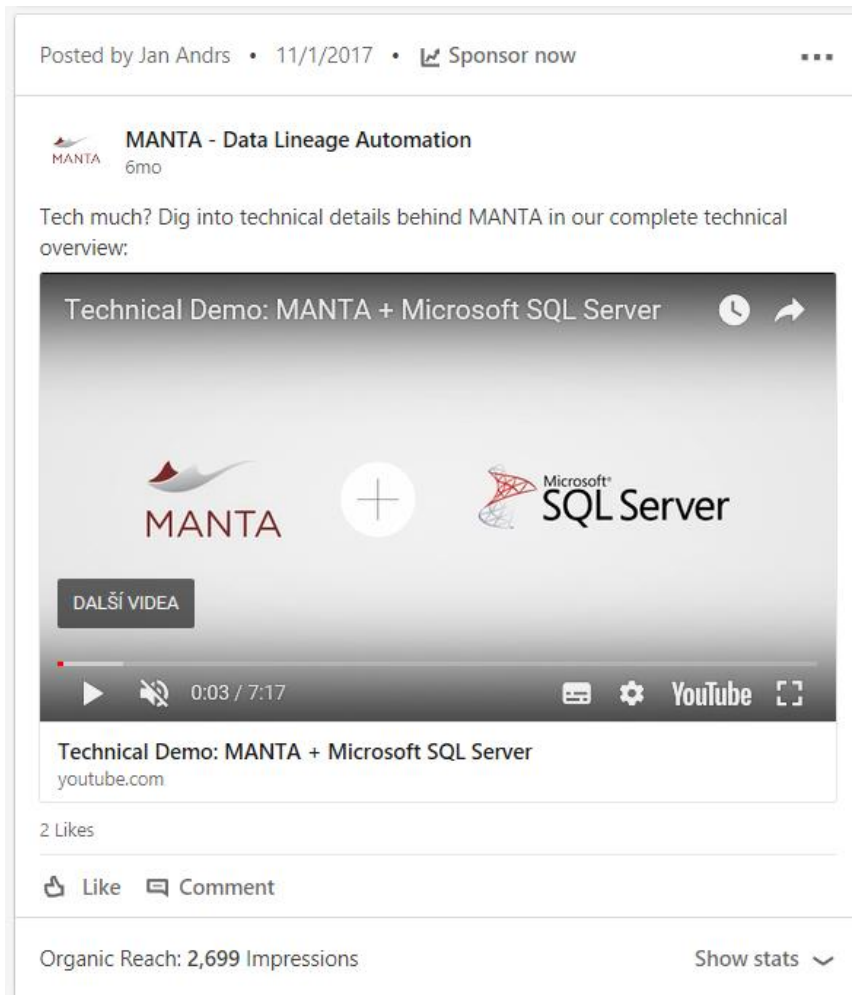 Posted by Jan Andrs • 11/1/2017 • Sponsor now
MANTA
MANTA - Data Lineage Automation
6mo
Tech much? Dig into technical details behind MANTA in our complete technical
overview:
Technical Demo: MANTA + Microsoft SQL Server
MANTA
Microsoft®
SQL Server
DALŠÍ VIDEA
0:03 / 7:17
YouTube
Technical Demo: MANTA + Microsoft SQL Server
youtube.com
2 Likes
Like Comment
Organic Reach: 2,699 Impressions Show stats